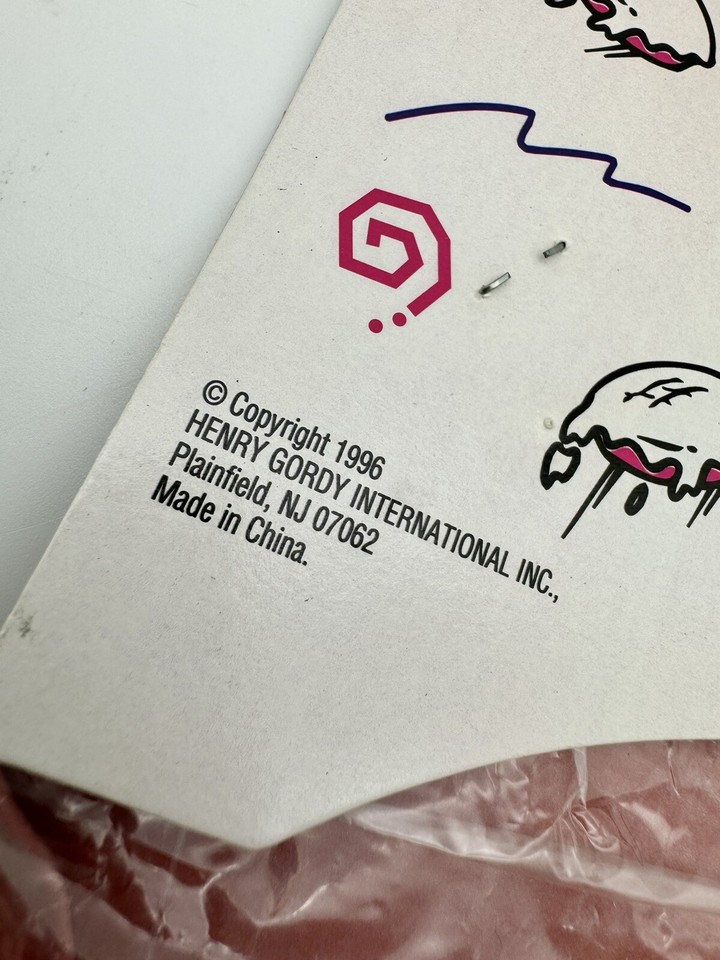 © Copyright 1996
HENRY GORDY INTERNATIONAL INC.,
Plainfield, NJ 07062
Made in China.